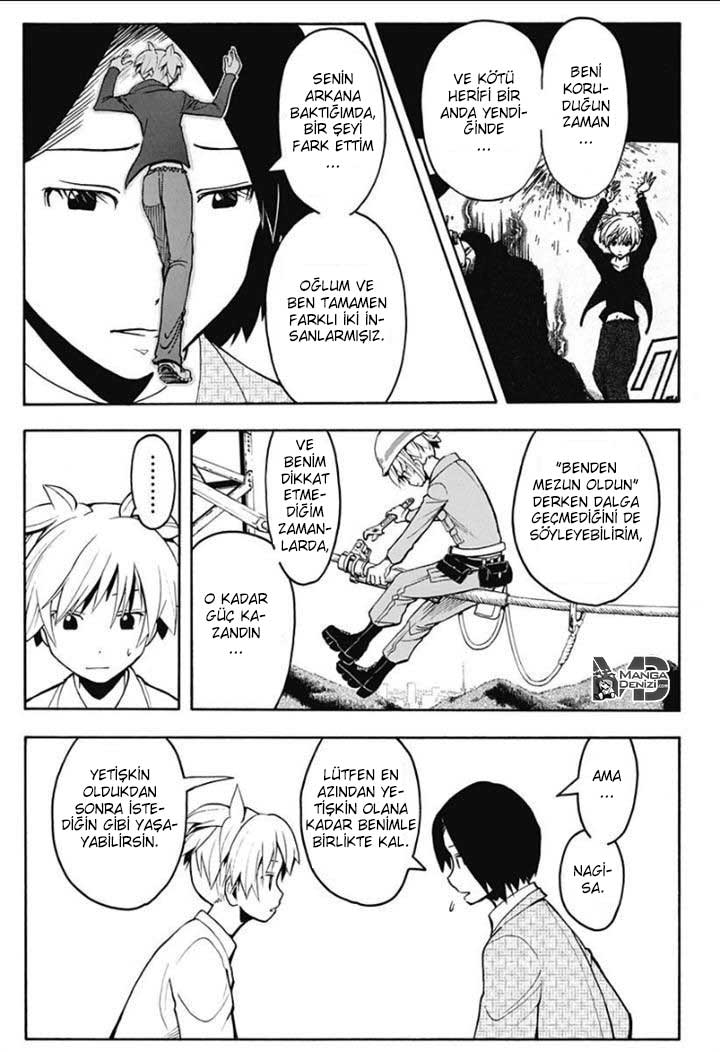 BENİ
KORU-
DUĞUN
ZAMAN
...
VE KÖTÜ
HERİFİ BİR
ANDA YENDİ-
ĞİNDE
...
SENİN
ARKANA
BAKTIĞIMDA,
BİR ŞEYİ
FARK ETTİM
...
OĞLUM VE
BEN TAMAMEN
FARKLI İKİ İN-
SANLARMIŞIZ.
"BENDEN
MEZUN OLDUN"
DERKEN DALGA
GEÇMEDİĞİNİ DE
SÖYLEYEBİLİRİM,
VE
BENİM
DİKKAT
ETME-
DİĞİM
ZAMAN-
LARDA,
O KADAR
GÜÇ KA-
ZANDIN
...
........
MANGA
DENİZİ.com
AMA
...
NAGİ-
SA.
LÜTFEN EN
AZINDAN YE-
TİŞKİN OLANA
KADAR BENİMLE
BİRLİKTE KAL.
YETİŞKİN
OLDUKDAN
SONRA İSTE-
DİĞİN GİBİ YAŞA-
YABİLİRSİN.